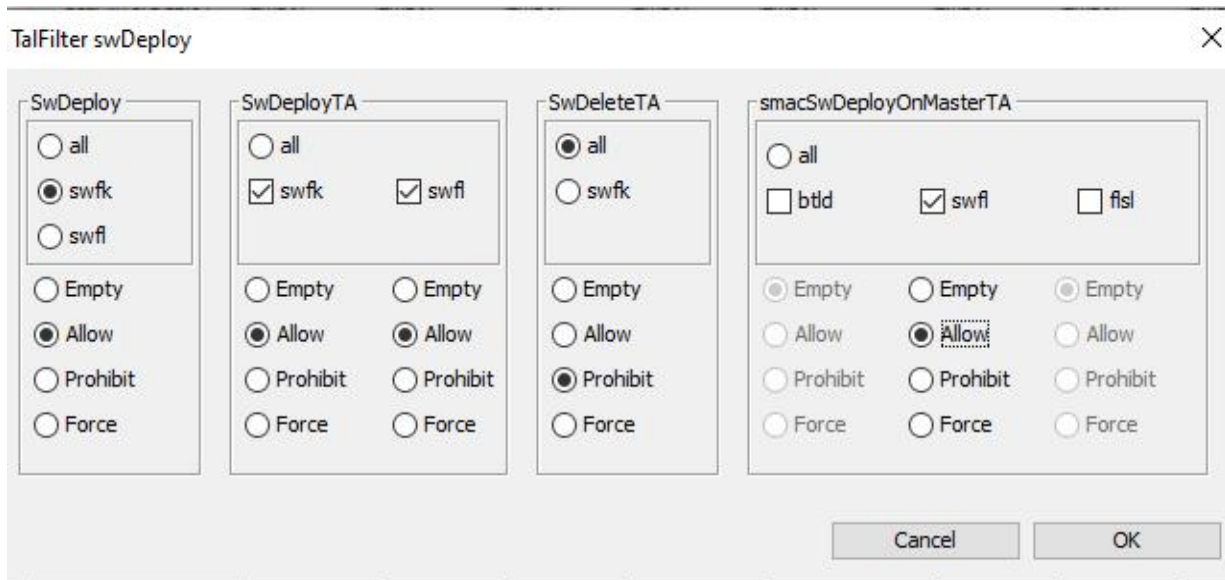 TalFilter swDeploy
SwDeploy SwDeployTA SwDeleteTA smacSwDeployOnMasterTA
all all all all
swfk swfk swfl swfk btld swfl flsl
swfl
Empty Empty Empty Empty Empty Empty Empty
Allow Allow Allow Allow Allow Allow Allow
Prohibit Prohibit Prohibit Prohibit Prohibit Prohibit Prohibit
Force Force Force Force Force Force Force
Cancel OK